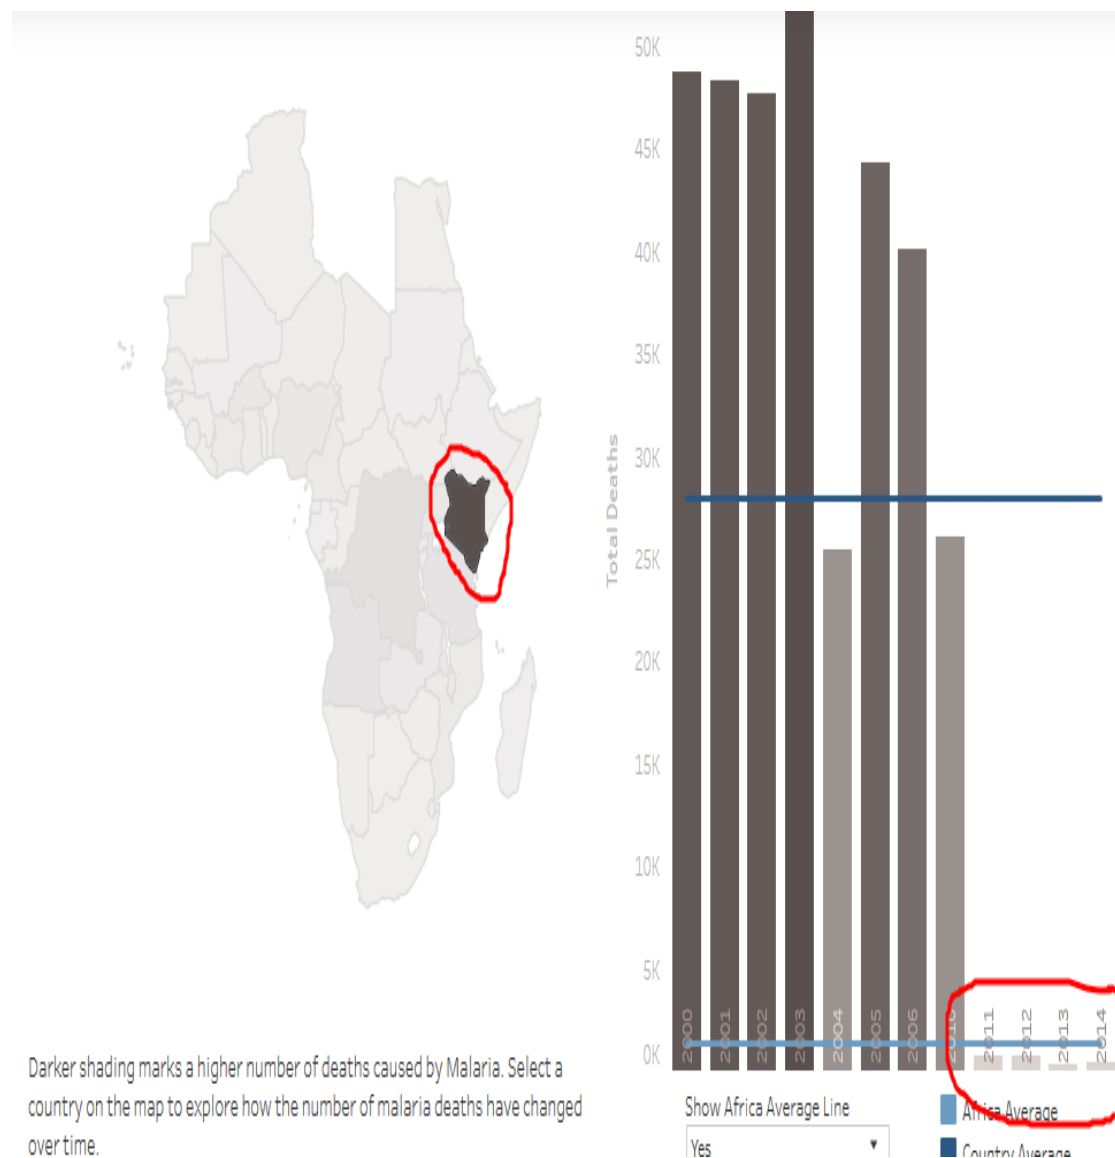 50K
45K
40K
35K
30K
25K
20K
15K
10K
5K
0K
Total Deaths
2000
2001
2002
2003
2004
2005
2006
2010
2011
2012
2013
2014
Darker shading marks a higher number of deaths caused by Malaria. Select a
country on the map to explore how the number of malaria deaths have changed
over time.
Show Africa Average Line
Yes
Africa Average
Country Average